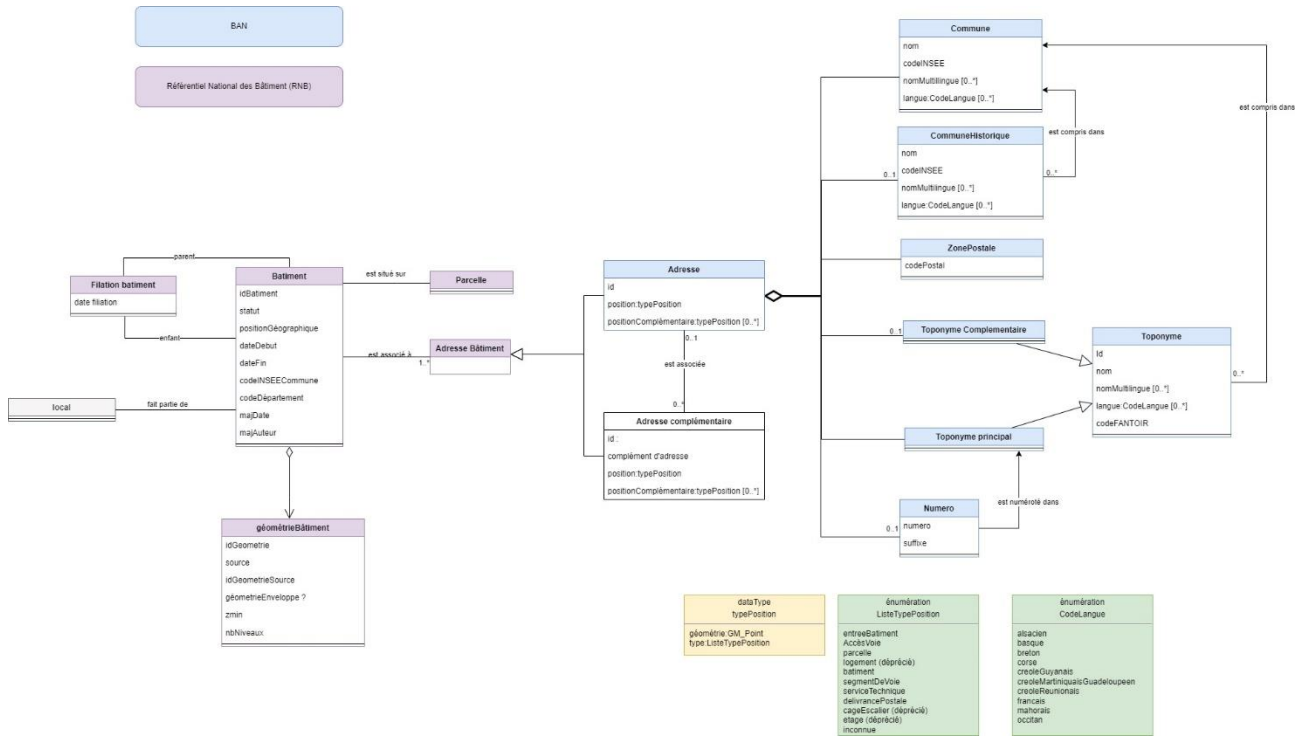 BAN
Référentiel National des Bâtiment (RNB)
Commune
nom
codeINSEE
nomMultillingue [0..*]
langue:CodeLangue [0..*]
est compris dans
est compris dans
CommuneHistorique
nom
codeINSEE
nomMultilingue [0..*]
langue:CodeLangue [0..*]
0..1
0..*
ZonePostale
codePostal
parent
Filation batiment
date filiation
enfant
Batiment
idBatiment
statut
positionGéographique
dateDebut
dateFin
codeINSEECommune
codeDépartement
majDate
majAuteur
est situé sur
Parcelle
est associé à
1..*
Adresse Bâtiment
local
fait partie de
Adresse
id
position:typePosition
positionComplémentaire:typePosition [0..*]
0..1
est associée
0..*
Adresse complémentaire
id :
complément d'adresse
position:typePosition
positionComplémentaire:typePosition [0..*]
0..1
Toponyme Complementaire
Toponyme
Id
nom
nomMultilingue [0..*]
langue:CodeLangue [0..*]
codeFANTOIR
0..*
Toponyme principal
est numéroté dans
Numero
numero
suffixe
0..1
géométrieBâtiment
idGeometrie
source
idGeometrieSource
géometrieEnveloppe ?
zmin
nbNiveaux
dataType
typePosition
géométrie:GM_Point
type:ListeTypePosition
énumération
ListeTypePosition
entreeBatiment
AccèsVoie
parcelle
logement (déprécié)
batiment
segmentDeVoie
serviceTechnique
delivrancePostale
cageEscalier (déprécié)
etage (déprécié)
inconnue
énumération
CodeLangue
alsacien
basque
breton
corse
creoleGuyanais
creoleMartiniquaisGuadeloupeen
creoleReunionais
francais
mahorais
occitan